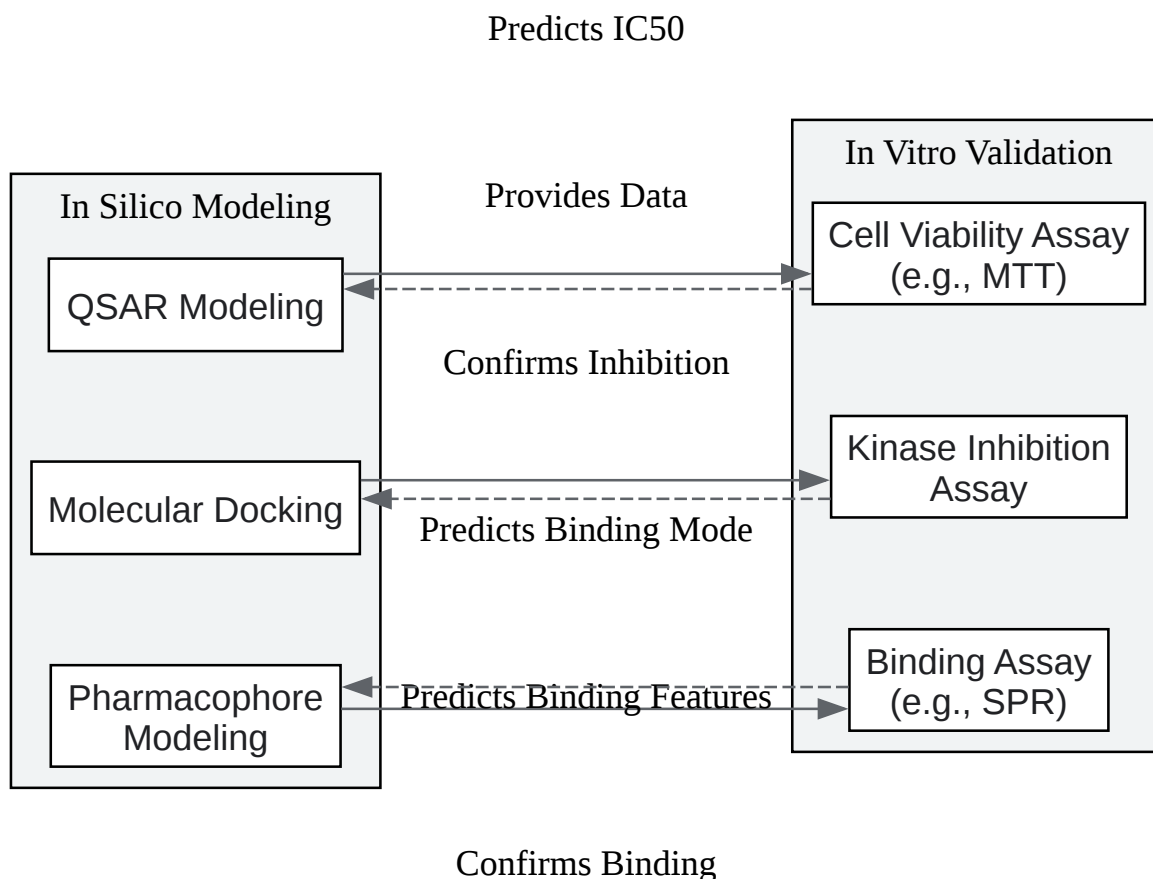 Predicts IC50
In Vitro Validation
In Silico Modeling
Provides Data
Cell Viability Assay
(e.g., MTT)
QSAR Modeling
Confirms Inhibition
Kinase Inhibition
Assay
Molecular Docking
Predicts Binding Mode
Binding Assay
(e.g., SPR)
Pharmacophore
Modeling
Predicts Binding Features
Confirms Binding